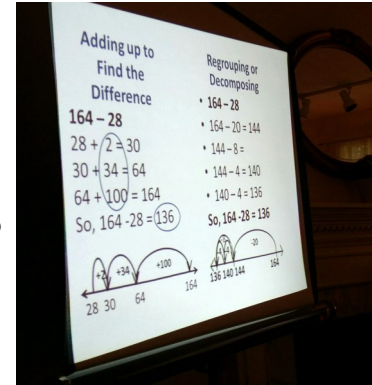 Adding up to
Find the
Difference
164 – 28
28 + 2 = 30
30 + 34 = 64
64 + 100 = 164
So, 164 -28 = 136
+2
+34
+100
28 30 64 164
Regrouping or
Decomposing
• 164 – 28
• 164 – 20 = 144
• 144 – 8 =
• 144 – 4 = 140
• 140 – 4 = 136
So, 164 -28 = 136
-4
-4
-20
136 140 144 164